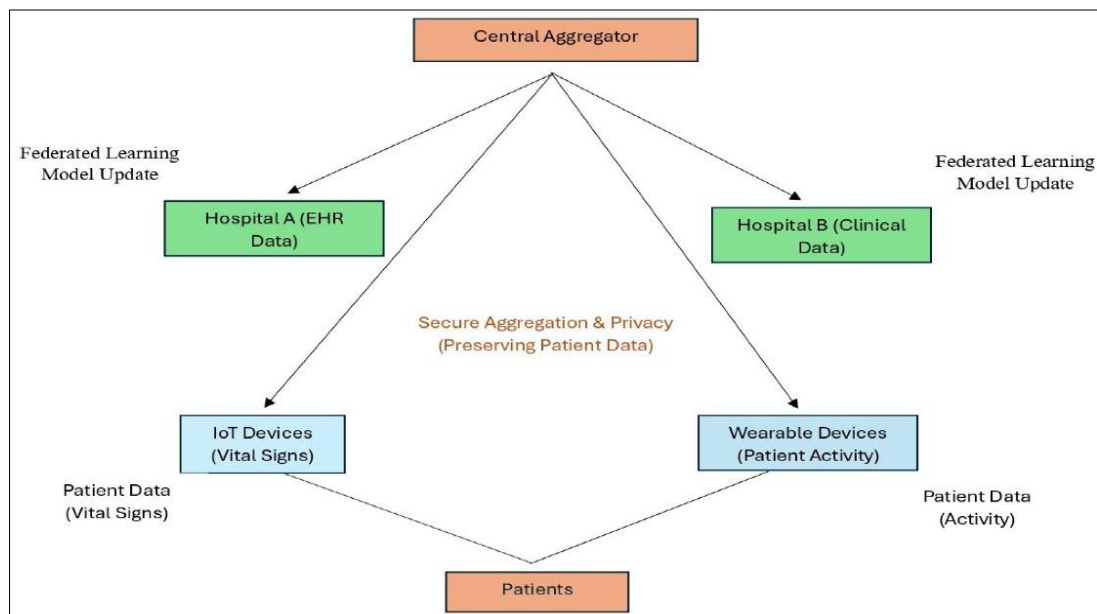 Central Aggregator
Federated Learning
Model Update
Federated Learning
Model Update
Hospital A (EHR
Data)
Hospital B (Clinical
Data)
Secure Aggregation & Privacy
(Preserving Patient Data)
IoT Devices
(Vital Signs)
Wearable Devices
(Patient Activity)
Patient Data
(Vital Signs)
Patient Data
(Activity)
Patients